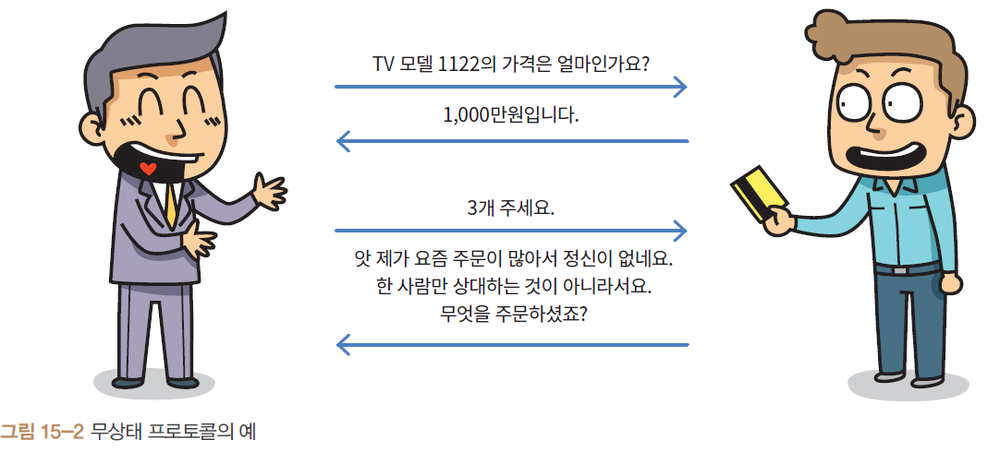 TV 모델 1122의 가격은 얼마인가요?
1,000만원입니다.
3개 주세요.
앗 제가 요즘 주문이 많아서 정신이 없네요.
한 사람만 상대하는 것이 아니라서요.
무엇을 주문하셨죠?
그림 15-2 무상태 프로토콜의 예